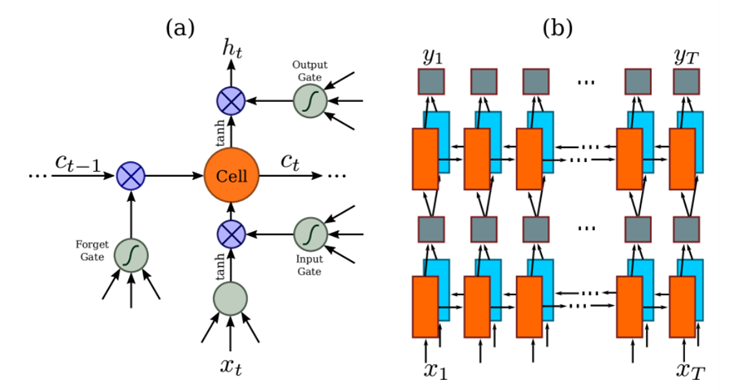 (a)
h_t
Output
Gate
tanh
... c_{t-1}
Cell
c_t ...
Forget
Gate
tanh
Input
Gate
x_t
(b)
y_1
y_T
...
...
...
...
x_1
x_T